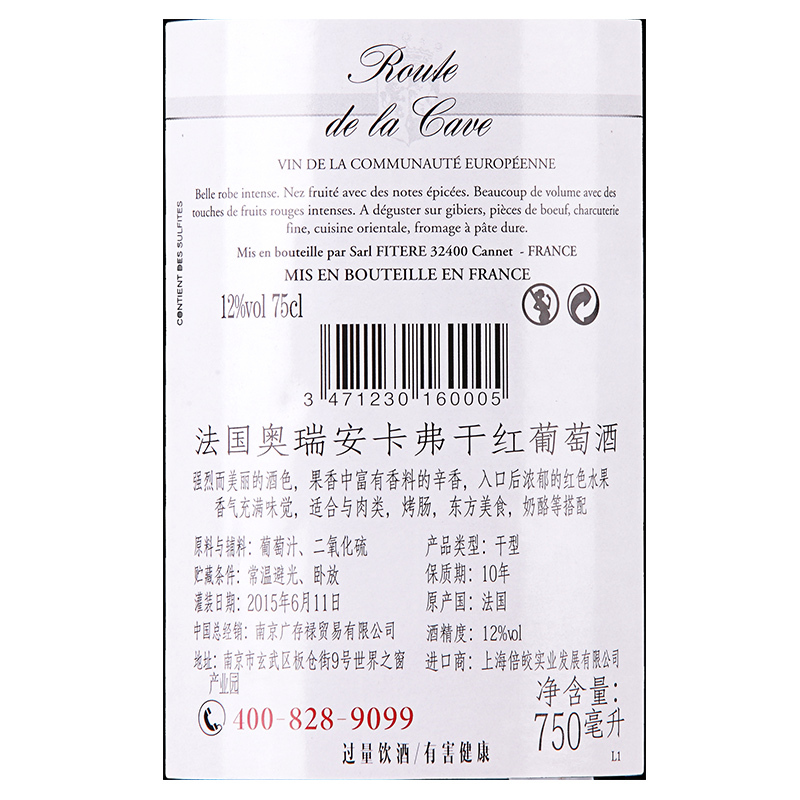 Route
de la Cave
VIN DE LA COMMUNAUTÉ EUROPÉENNE
Belle robe intense. Nez fruité avec des notes épicées. Beaucoup de volume avec des
touches de fruits rouges intenses. A déguster sur gibiers, pièces de boeuf, charcuterie
fine, cuisine orientale, fromage à pâte dure.
Mis en bouteille par Sarl FITERE 32400 Cannet - FRANCE
MIS EN BOUTEILLE EN FRANCE
CONTIENT DES SULFITES
12%vol 75cl
3 471230 160005
法国奥瑞安卡弗干红葡萄酒
强烈而美丽的酒色，果香中富有香料的辛香，入口后浓郁的红色水果
香气充满味觉，适合与肉类，烤肠，东方美食，奶酪等搭配
原料与辅料：葡萄汁、二氧化硫
产品类型：干型
贮藏条件：常温避光、卧放
保质期：10年
灌装日期：2015年6月11日
原产国：法国
中国总经销：南京广存禄贸易有限公司
酒精度：12%vol
地址：南京市玄武区板仓街9号世界之窗
产业园
进口商：上海倍皎实业发展有限公司
净含量：
750毫升
400-828-9099
过量饮酒/有害健康
L1